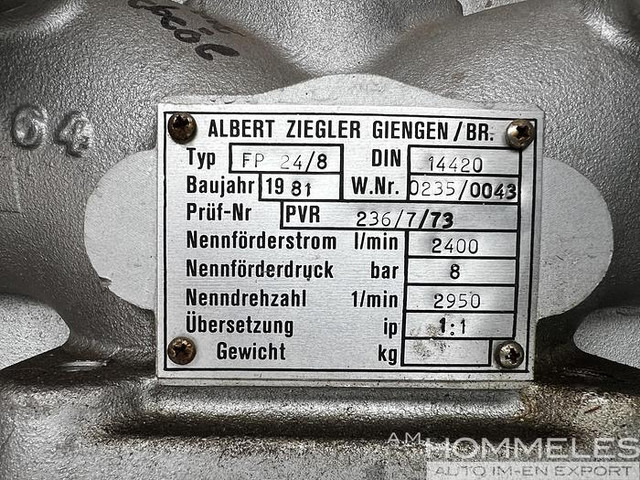 64
ALBERT ZIEGLER GIENGEN/BR.
Typ FP 24/8 DIN 14420
Baujahr 1981 W.Nr. 0235/0043
Prüf-Nr PVR 236/7/73
Nennförderstrom l/min 2400
Nennförderdruck bar 8
Nenndrehzahl 1/min 2950
Übersetzung ip 1:1
Gewicht kg
AM HOMMELES
AUTO IM-EN EXPORT